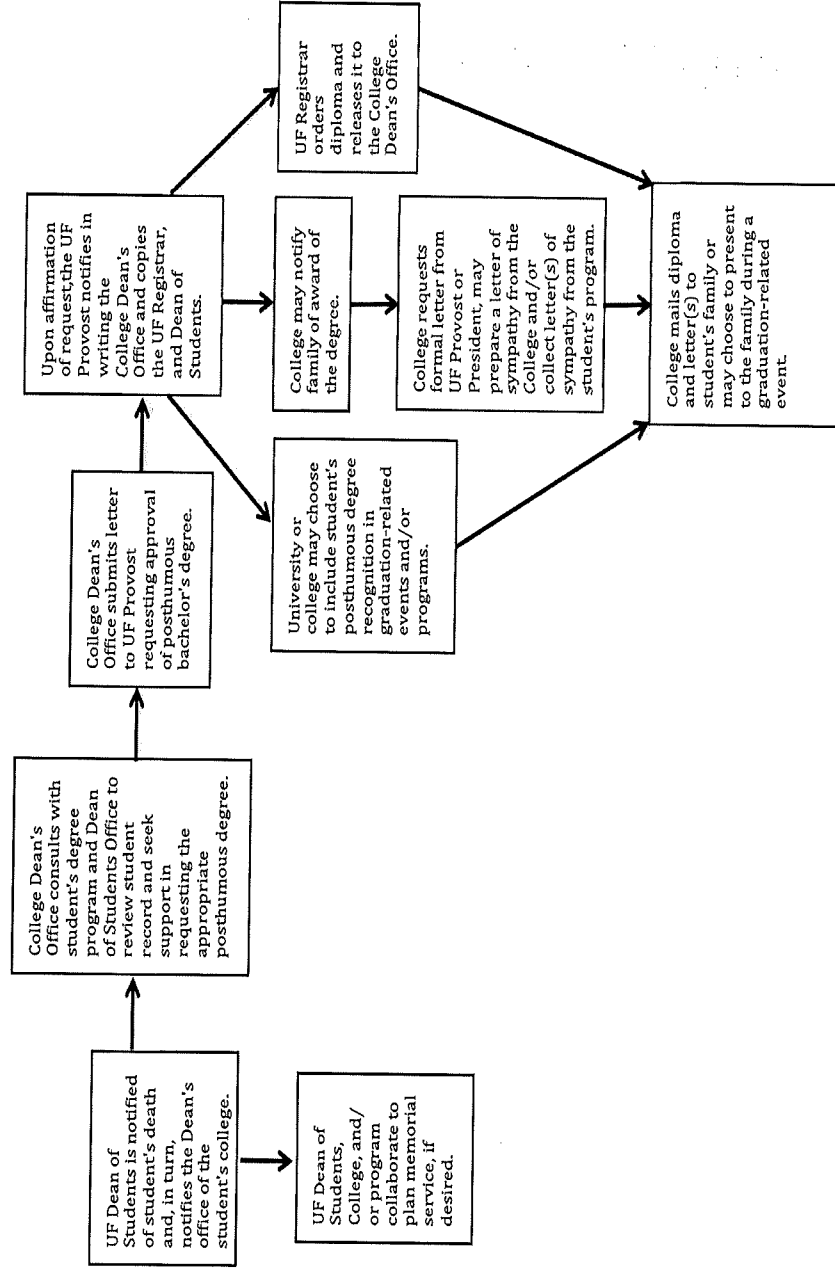 UF Dean of
Students is notified
of student's death
and, in turn,
notifies the Dean's
office of the
student's college.
UF Dean of
Students,
College, and/
or program
collaborate to
plan memorial
service, if
desired.
College Dean's
Office consults with
student's degree
program and Dean
of Students Office to
review student
record and seek
support in
requesting the
appropriate
posthumous degree.
College Dean's
Office submits letter
to UF Provost
requesting approval
of posthumous
bachelor's degree.
Upon affirmation
of request,the UF
Provost notifies in
writing the
College Dean's
Office and copies
the UF Registrar,
and Dean of
Students.
University or
college may choose
to include student's
posthumous degree
recognition in
graduation-related
events and/or
programs.
College may notify
family of award of
the degree.
College requests
formal letter from
UF Provost or
President, may
prepare a letter of
sympathy from the
College and/or
collect letter(s) of
sympathy from the
student's program.
UF Registrar
orders
diploma and
releases it to
the College
Dean's Office.
College mails diploma
and letter(s) to
student's family or
may choose to present
to the family during a
graduation-related
event.